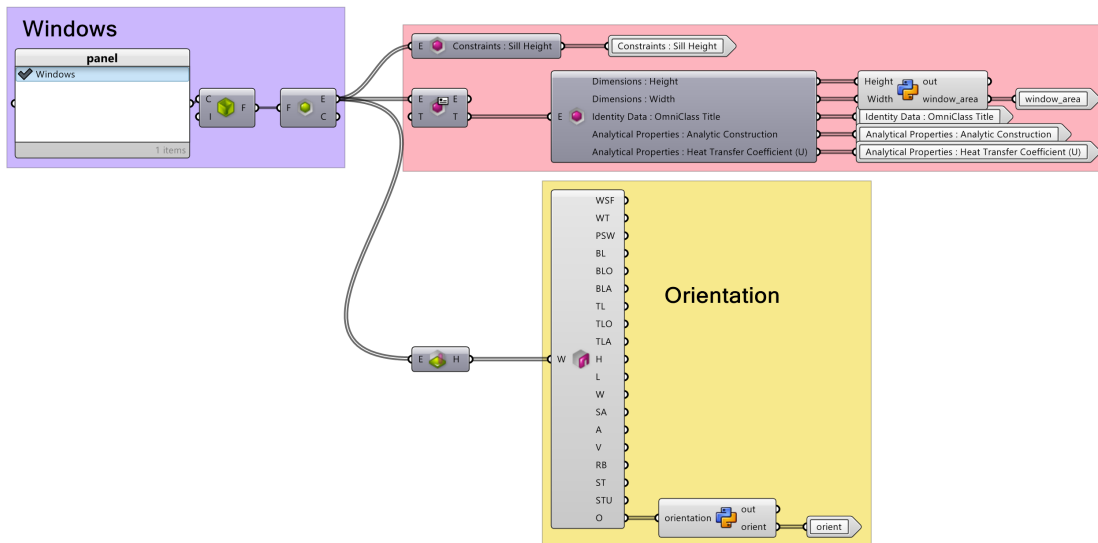 Windows
panel
Windows
1 items
C
I
F
F
E
C
E
Constraints : Sill Height
Constraints : Sill Height
E
T
E
T
E
Dimensions : Height
Dimensions : Width
Identity Data : OmniClass Title
Analytical Properties : Analytic Construction
Analytical Properties : Heat Transfer Coefficient (U)
Height
Width
out
window_area
window_area
Identity Data : OmniClass Title
Analytical Properties : Analytic Construction
Analytical Properties : Heat Transfer Coefficient (U)
E
H
W
WSF
WT
PSW
BL
BLO
BLA
TL
TLO
TLA
H
L
W
SA
A
V
RB
ST
STU
O
Orientation
orientation
out
orient
orient